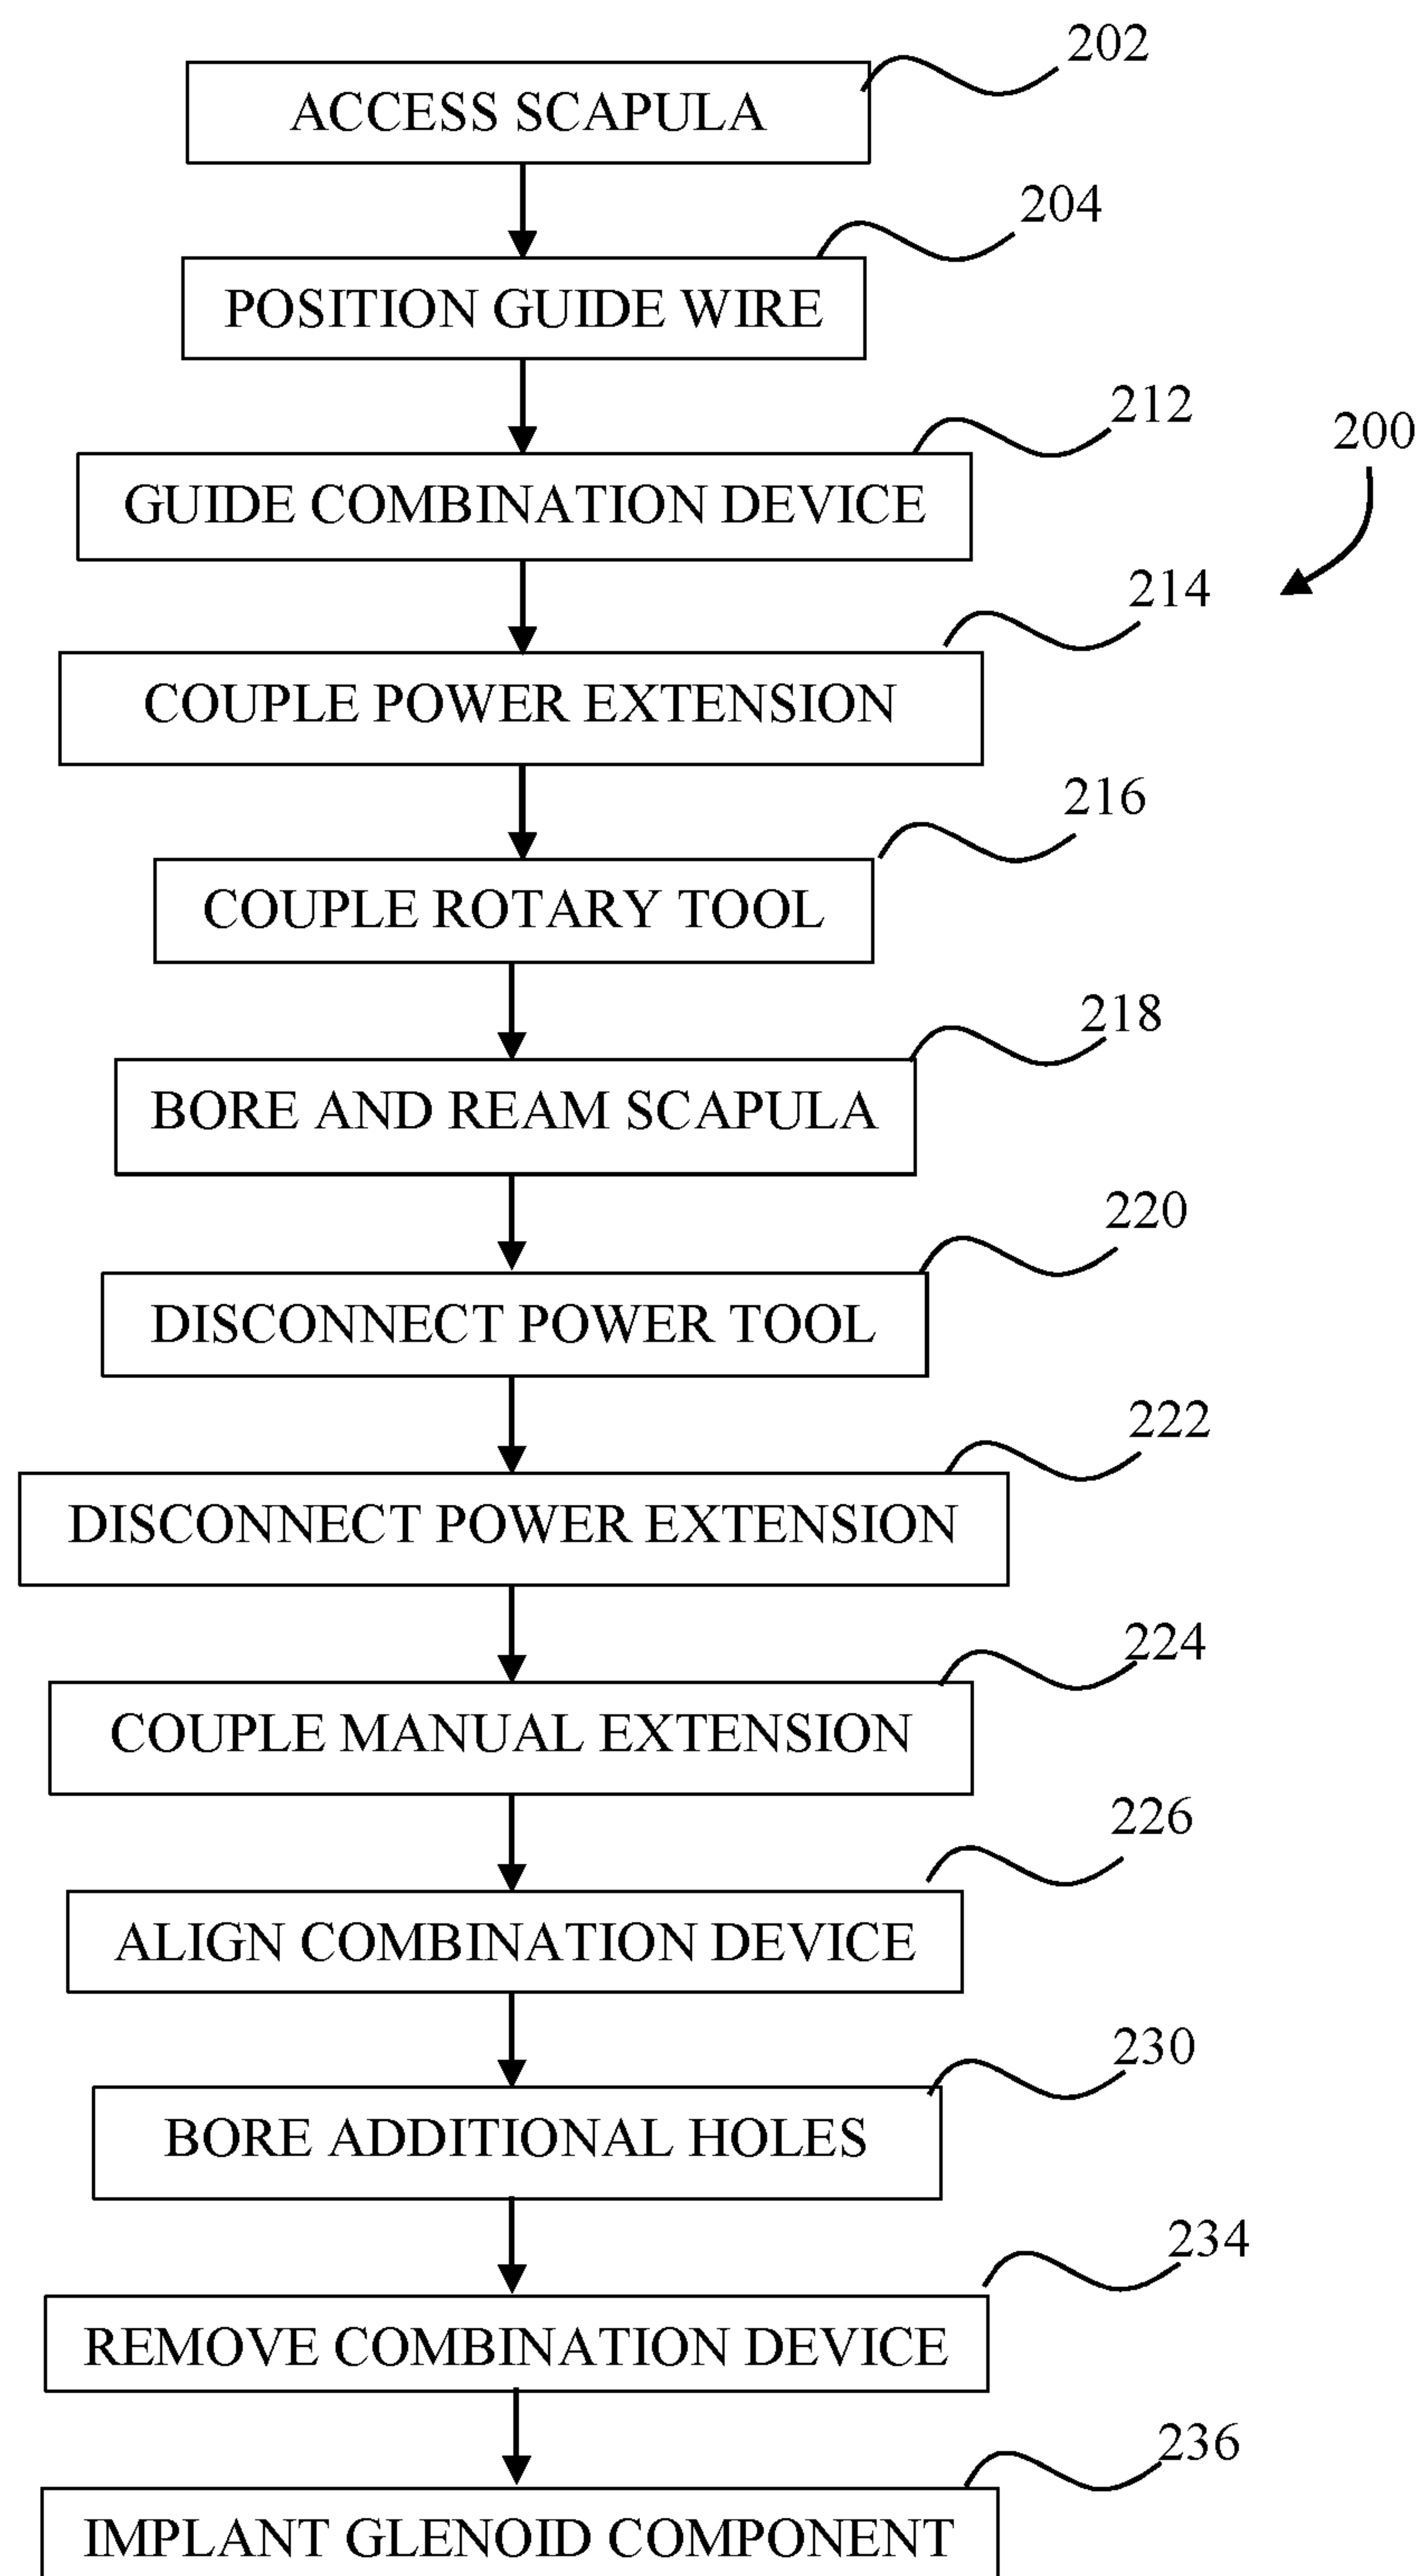 202
ACCESS SCAPULA
204
POSITION GUIDE WIRE
212
200
GUIDE COMBINATION DEVICE
214
COUPLE POWER EXTENSION
216
COUPLE ROTARY TOOL
218
BORE AND REAM SCAPULA
220
DISCONNECT POWER TOOL
222
DISCONNECT POWER EXTENSION
224
COUPLE MANUAL EXTENSION
226
ALIGN COMBINATION DEVICE
230
BORE ADDITIONAL HOLES
234
REMOVE COMBINATION DEVICE
236
IMPLANT GLENOID COMPONENT